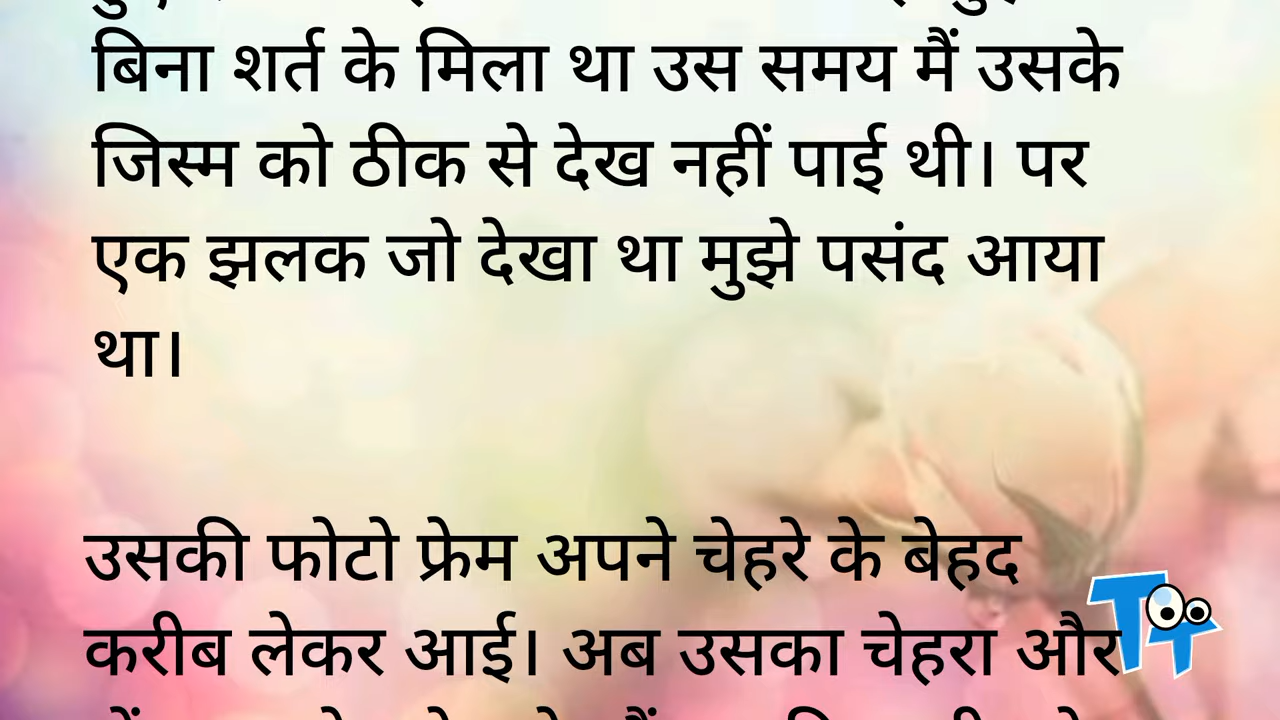 बिना शर्त के मिला था उस समय मैं उसके
जिस्म को ठीक से देख नहीं पाई थी। पर
एक झलक जो देखा था मुझे पसंद आया
था।
उसकी फोटो फ्रेम अपने चेहरे के बेहद
करीब लेकर आई। अब उसका चेहरा और